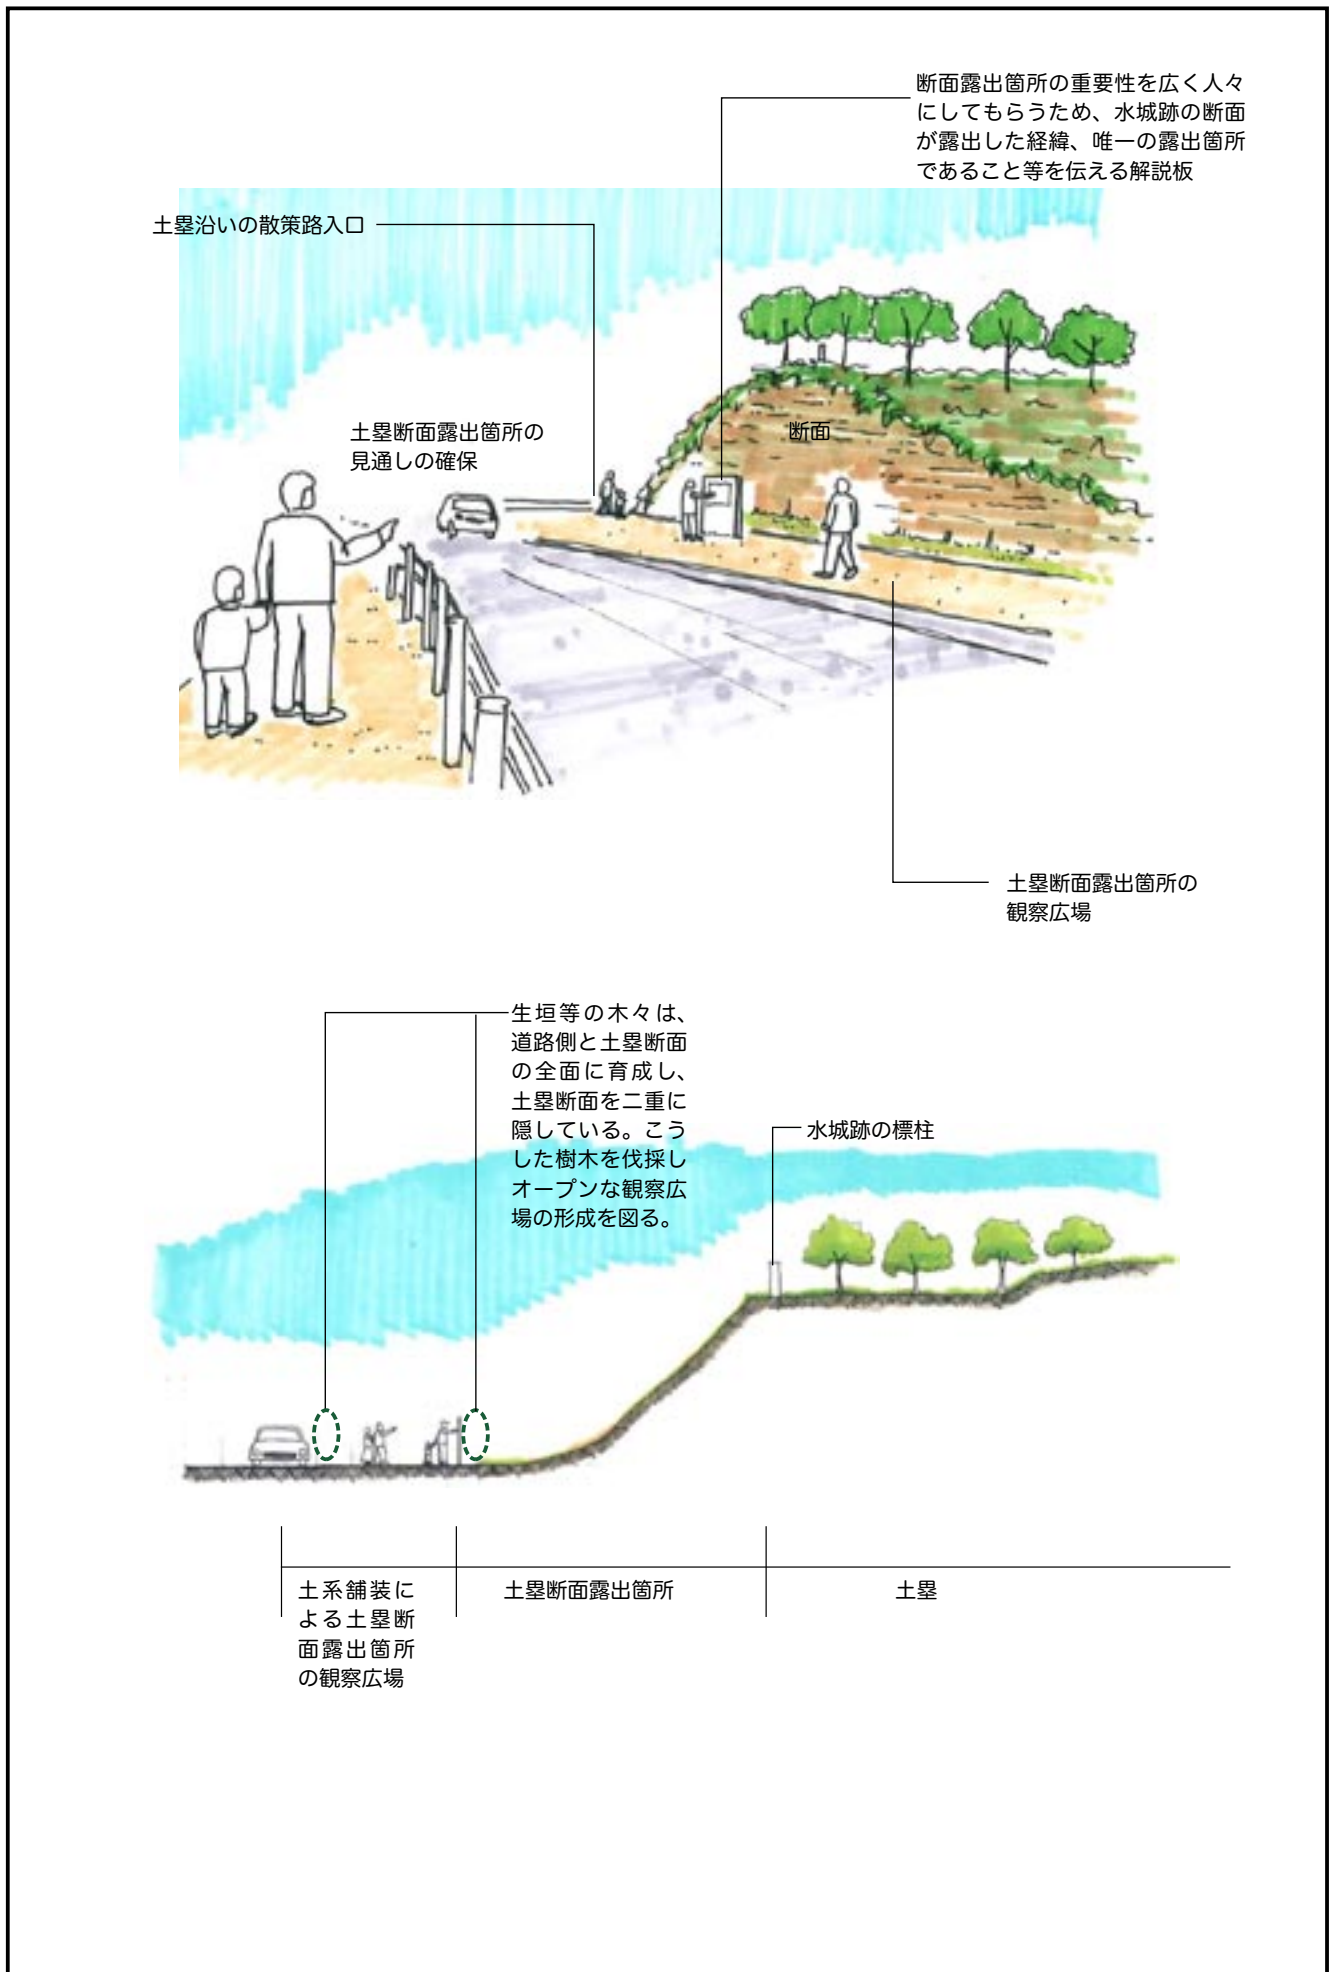 断面露出箇所の重要性を広く人々
にしてもらうため、水城跡の断面
が露出した経緯、唯一の露出箇所
であること等を伝える解説板
土塁沿いの散策路入口
土塁断面露出箇所の
見通しの確保
断面
土塁断面露出箇所の
観察広場
生垣等の木々は、
道路側と土塁断面
の全面に育成し、
土塁断面を二重に
隠している。こう
した樹木を伐採し
オープンな観察広
場の形成を図る。
水城跡の標柱
土系舗装に
よる土塁断
面露出箇所
の観察広場
土塁断面露出箇所
土塁